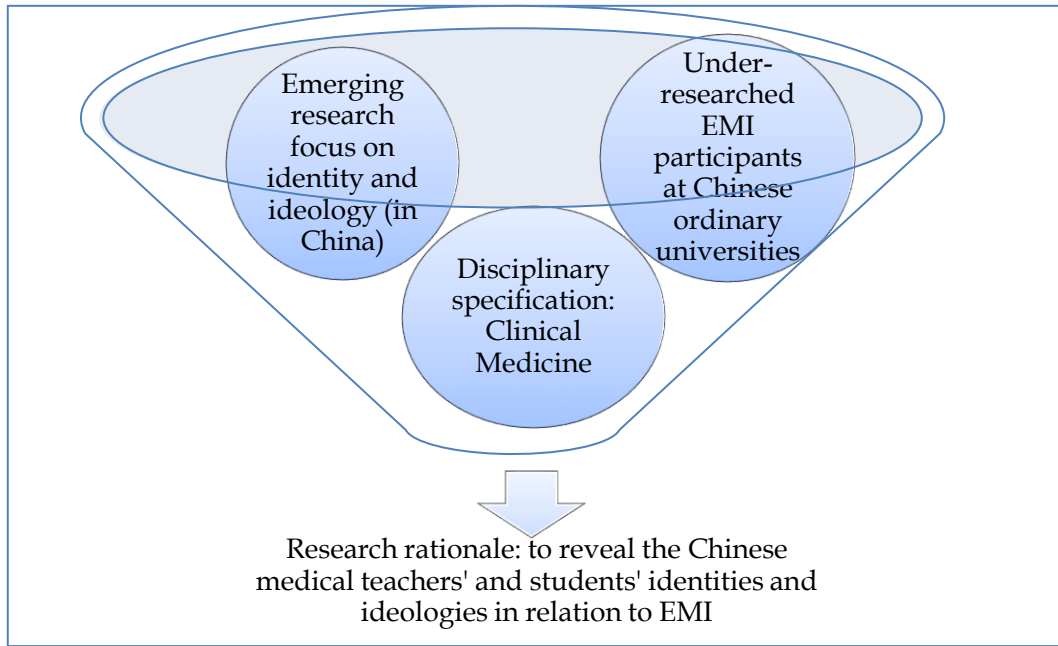 Emerging
research
focus on
identity and
ideology (in
China)
Under-
researched
EMI
participants
at Chinese
ordinary
universities
Disciplinary
specification:
Clinical
Medicine
Research rationale: to reveal the Chinese
medical teachers' and students' identities and
ideologies in relation to EMI